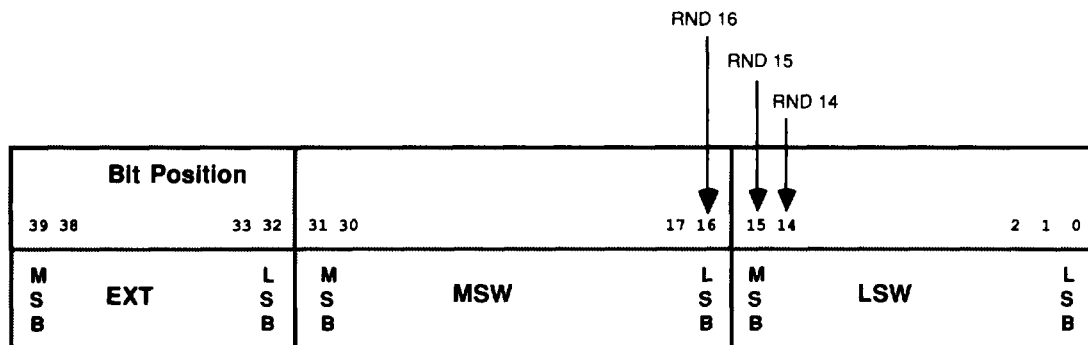 RND 16
RND 15
RND 14
Bit Position
39 38 33 32 31 30 17 16 15 14 2 1 0
M S B EXT L S B M S B MSW L S B M S B LSW L S B